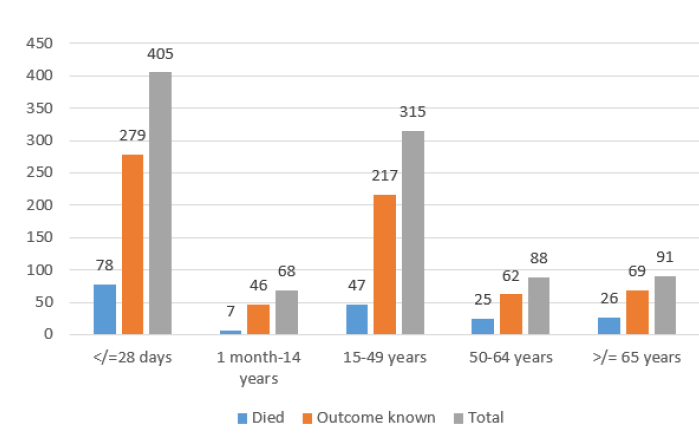 450
400
350
300
250
200
150
100
50
0
78
279
405
7
46
68
47
217
315
25
62
88
26
69
91
</=28 days
1 month-14
years
15-49 years
50-64 years
>/= 65 years
Died
Outcome known
Total